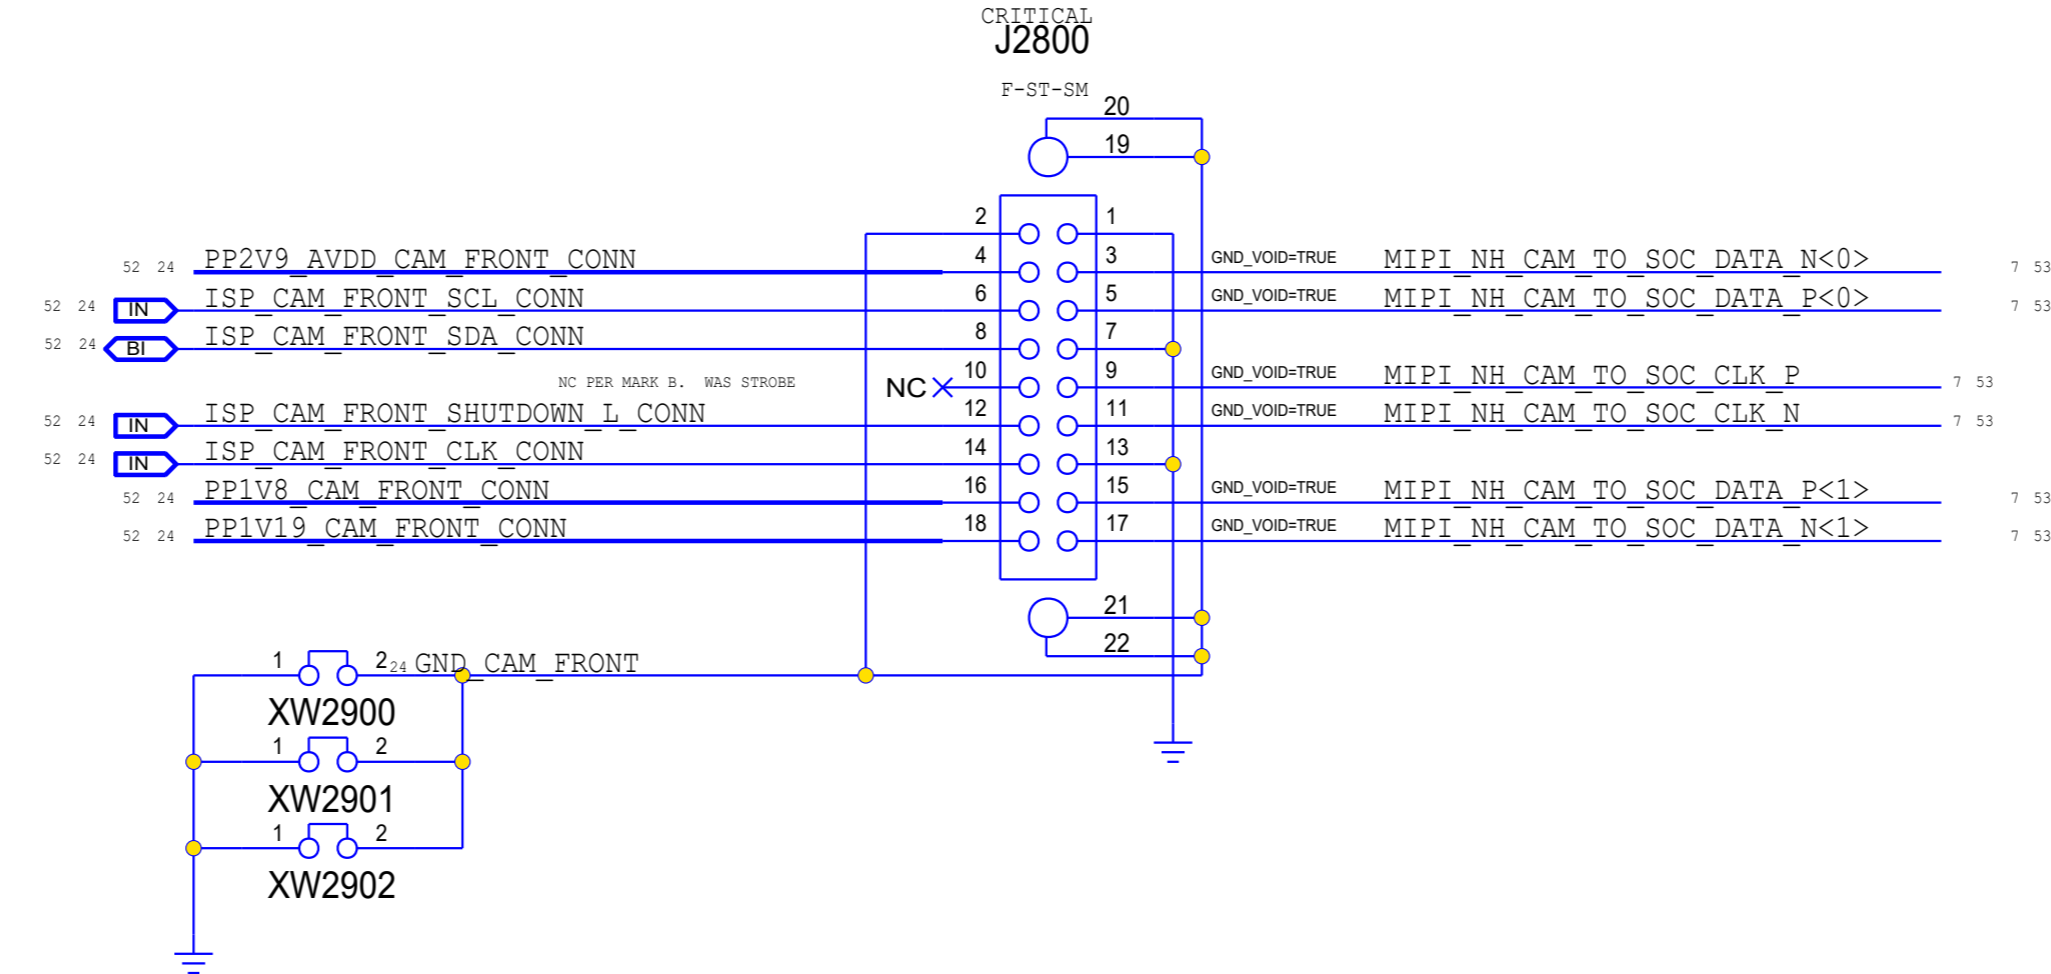 CRITICAL
J2800
F-ST-SM
20
19
2 1
52 24 PP2V9_AVDD_CAM_FRONT_CONN 4 3 GND_VOID=TRUE MIPI_NH_CAM_TO_SOC_DATA_N<0> 7 53
52 24 IN ISP_CAM_FRONT_SCL_CONN 6 5 GND_VOID=TRUE MIPI_NH_CAM_TO_SOC_DATA_P<0> 7 53
52 24 BI ISP_CAM_FRONT_SDA_CONN 8 7
NC PER MARK B. WAS STROBE NC 10 9 GND_VOID=TRUE MIPI_NH_CAM_TO_SOC_CLK_P 7 53
52 24 IN ISP_CAM_FRONT_SHUTDOWN_L_CONN 12 11 GND_VOID=TRUE MIPI_NH_CAM_TO_SOC_CLK_N 7 53
52 24 IN ISP_CAM_FRONT_CLK_CONN 14 13
52 24 PP1V8_CAM_FRONT_CONN 16 15 GND_VOID=TRUE MIPI_NH_CAM_TO_SOC_DATA_P<1> 7 53
52 24 PP1V19_CAM_FRONT_CONN 18 17 GND_VOID=TRUE MIPI_NH_CAM_TO_SOC_DATA_N<1> 7 53
21
22
1 2 24 GND_CAM_FRONT
XW2900
1 2
XW2901
1 2
XW2902